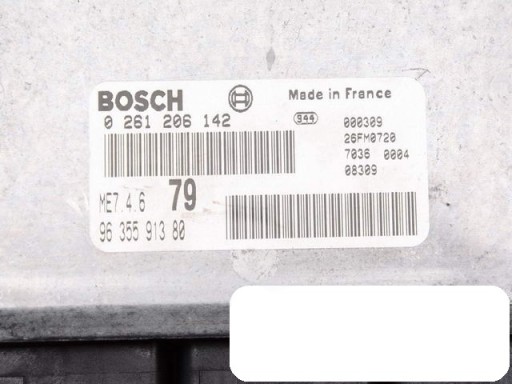 BOSCH
Made in France
0 261 206 142
944
000309
26FM0720
7036 0004
08309
ME7.4.6
79
96 355 913 80